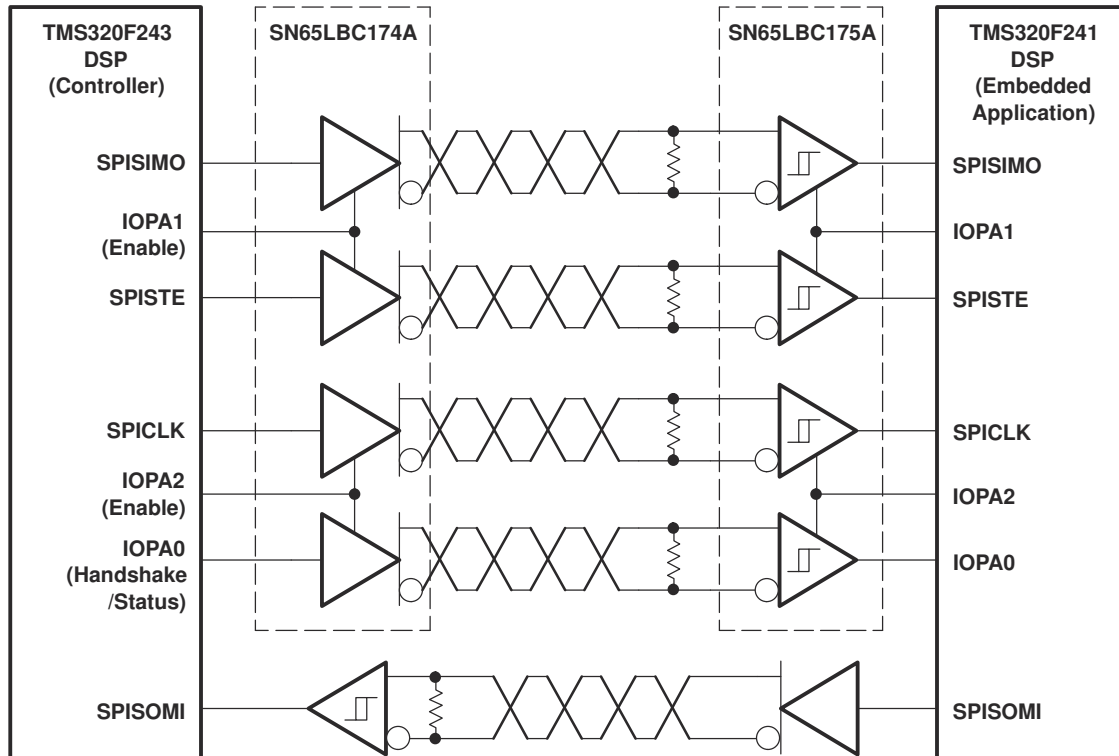 TMS320F243
DSP
(Controller)
SN65LBC174A
SN65LBC175A
TMS320F241
DSP
(Embedded
Application)
SPISIMO
SPISIMO
IOPA1
(Enable)
IOPA1
SPISTE
SPISTE
SPICLK
SPICLK
IOPA2
(Enable)
IOPA2
IOPA0
(Handshake
/Status)
IOPA0
SPISOMI
SPISOMI